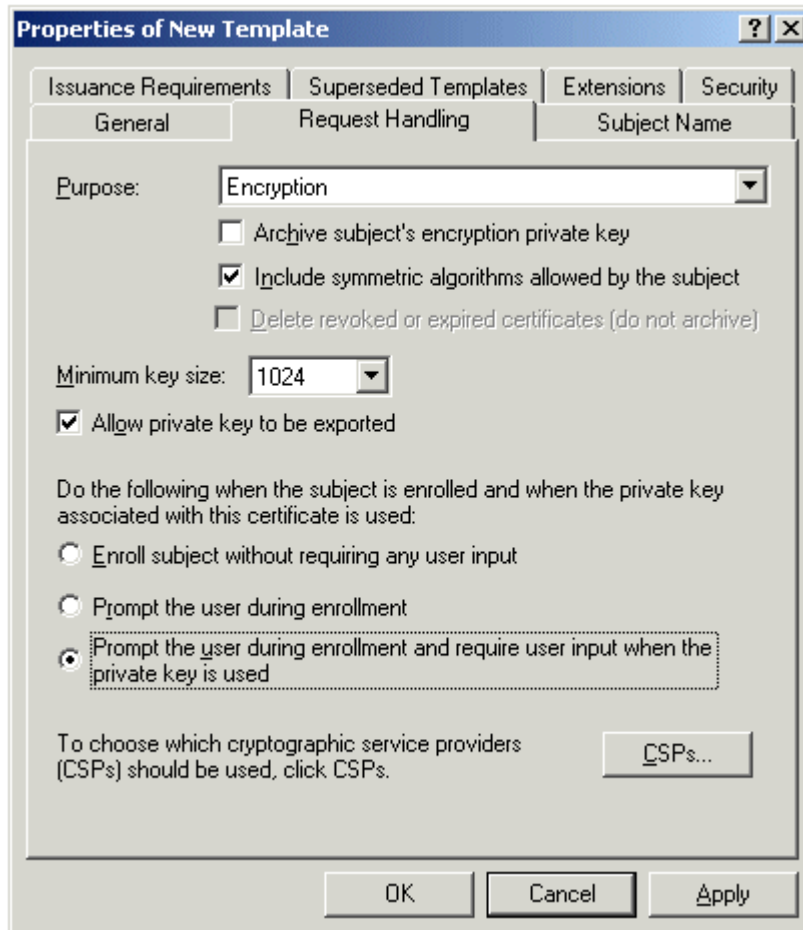 Properties of New Template
Issuance Requirements
Superseded Templates
Extensions
Security
General
Request Handling
Subject Name
Purpose:
Encryption
Archive subject's encryption private key
Include symmetric algorithms allowed by the subject
Delete revoked or expired certificates (do not archive)
Minimum key size:
1024
Allow private key to be exported
Do the following when the subject is enrolled and when the private key
associated with this certificate is used:
Enroll subject without requiring any user input
Prompt the user during enrollment
Prompt the user during enrollment and require user input when the
private key is used
To choose which cryptographic service providers
(CSPs) should be used, click CSPs.
CSPs...
OK
Cancel
Apply